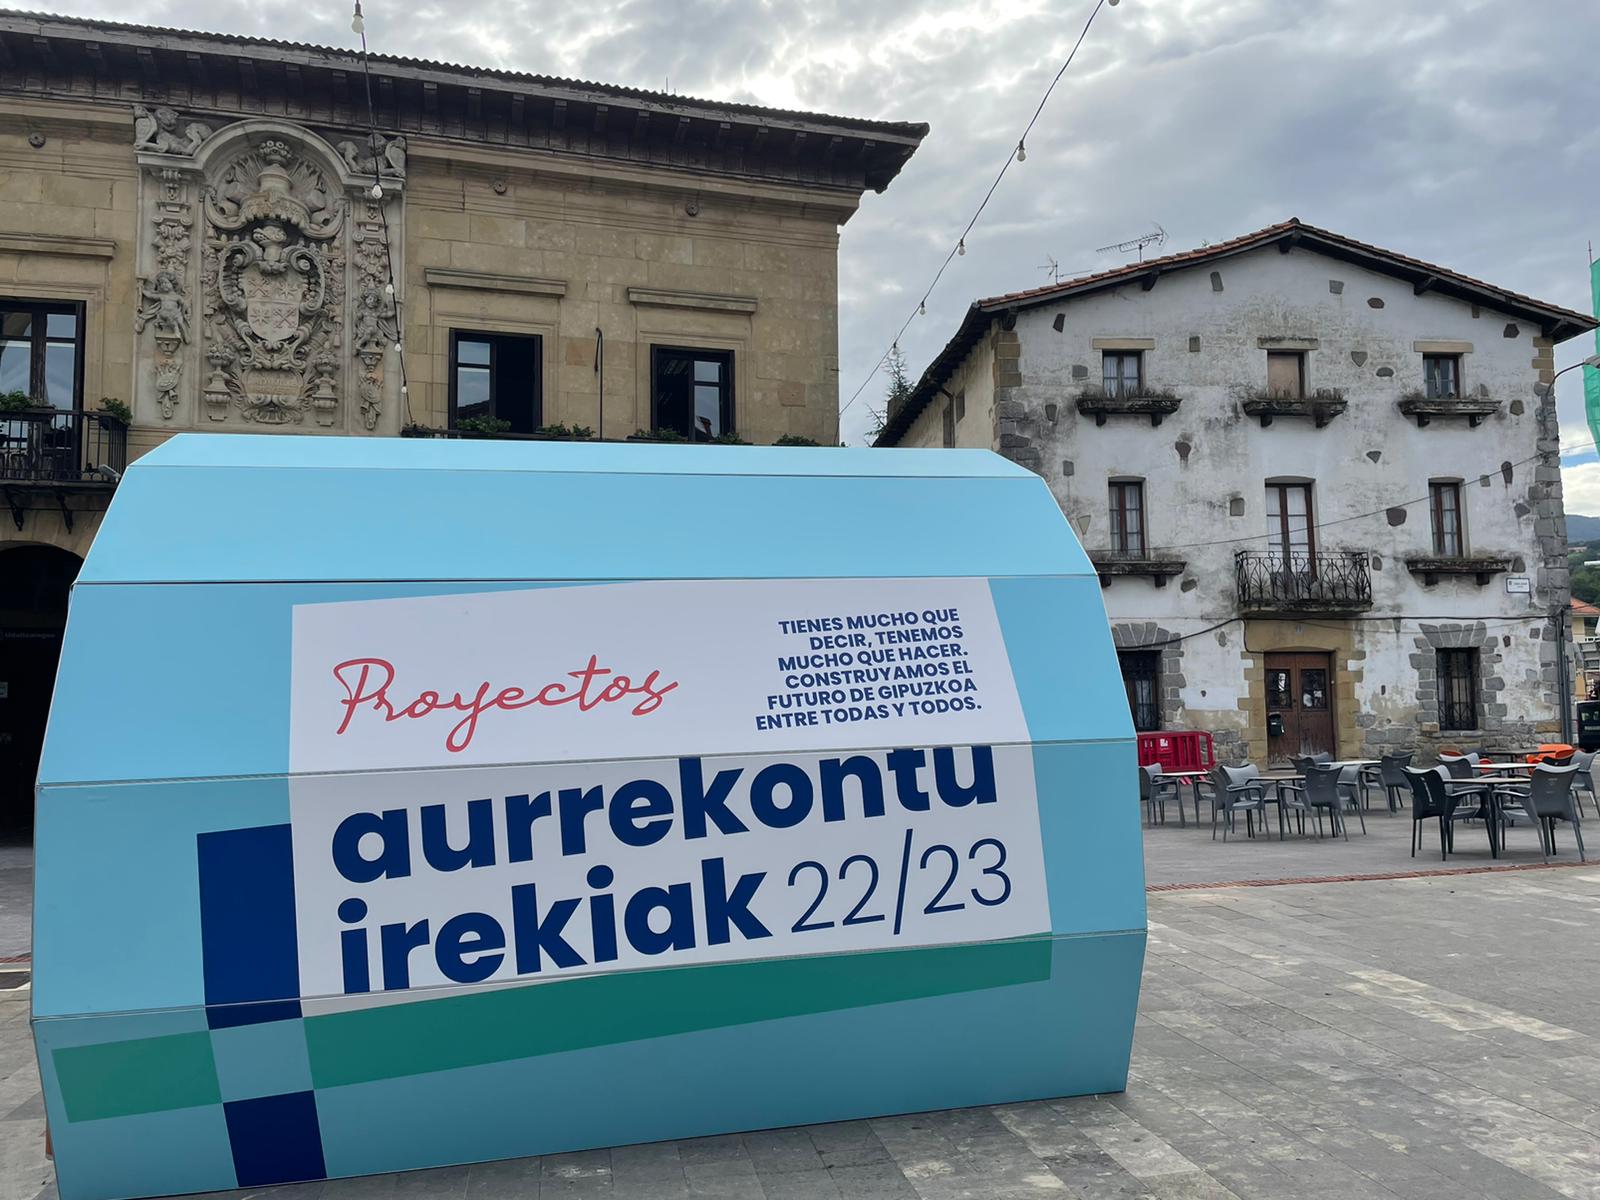 Proyectos
TIENES MUCHO QUE
DECIR, TENEMOS
MUCHO QUE HACER.
CONSTRUYAMOS EL
FUTURO DE GIPUZKOA
ENTRE TODAS Y TODOS.
aurrekontu
irekiak 22/23
Udaltzaingoa